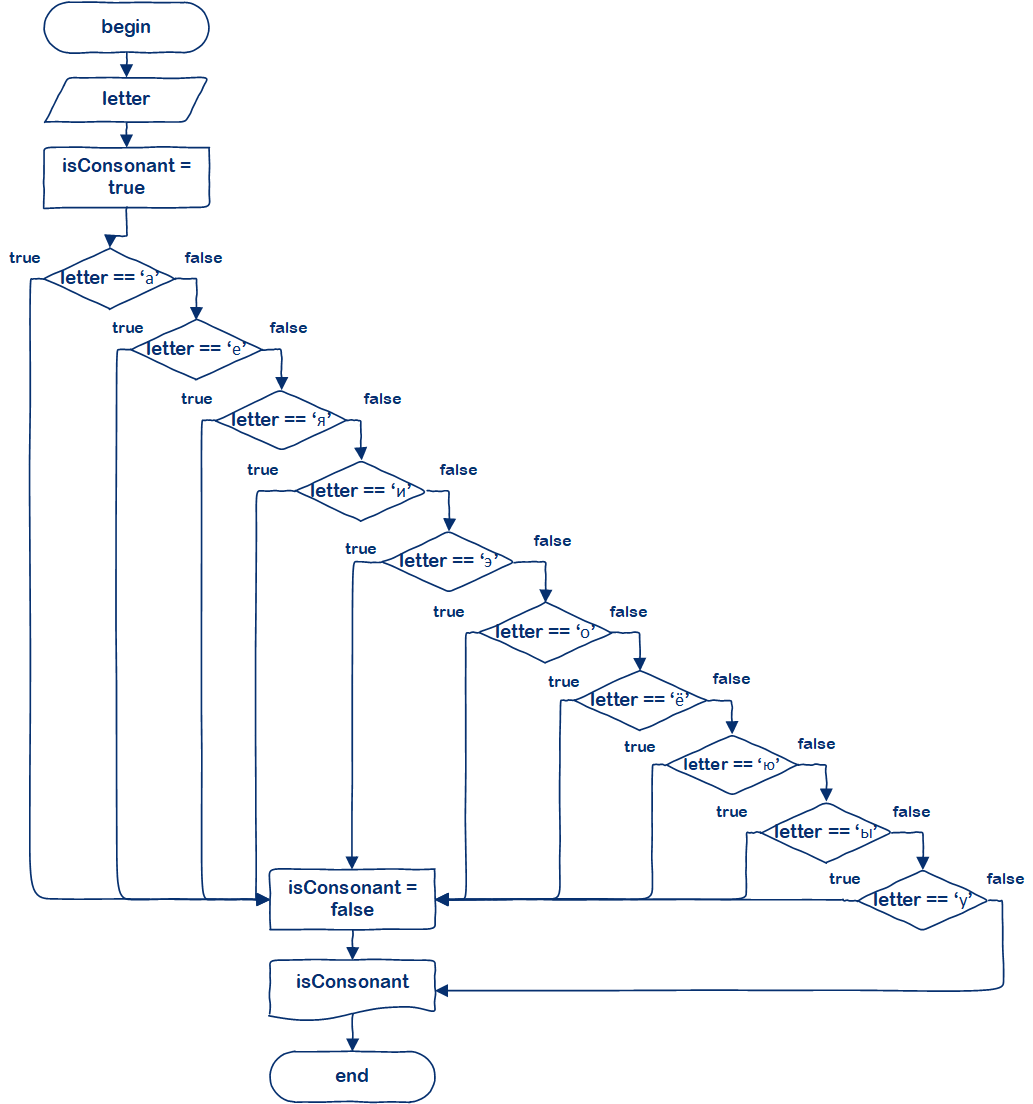 begin
letter
isConsonant =
true
true
false
letter == ‘а’
true
false
letter == ‘е’
true
false
letter == ‘я’
true
false
letter == ‘и’
true
false
letter == ‘э’
true
false
letter == ‘о’
true
false
letter == ‘ё’
true
false
letter == ‘ю’
true
false
letter == ‘ы’
true
false
letter == ‘у’
isConsonant =
false
isConsonant
end